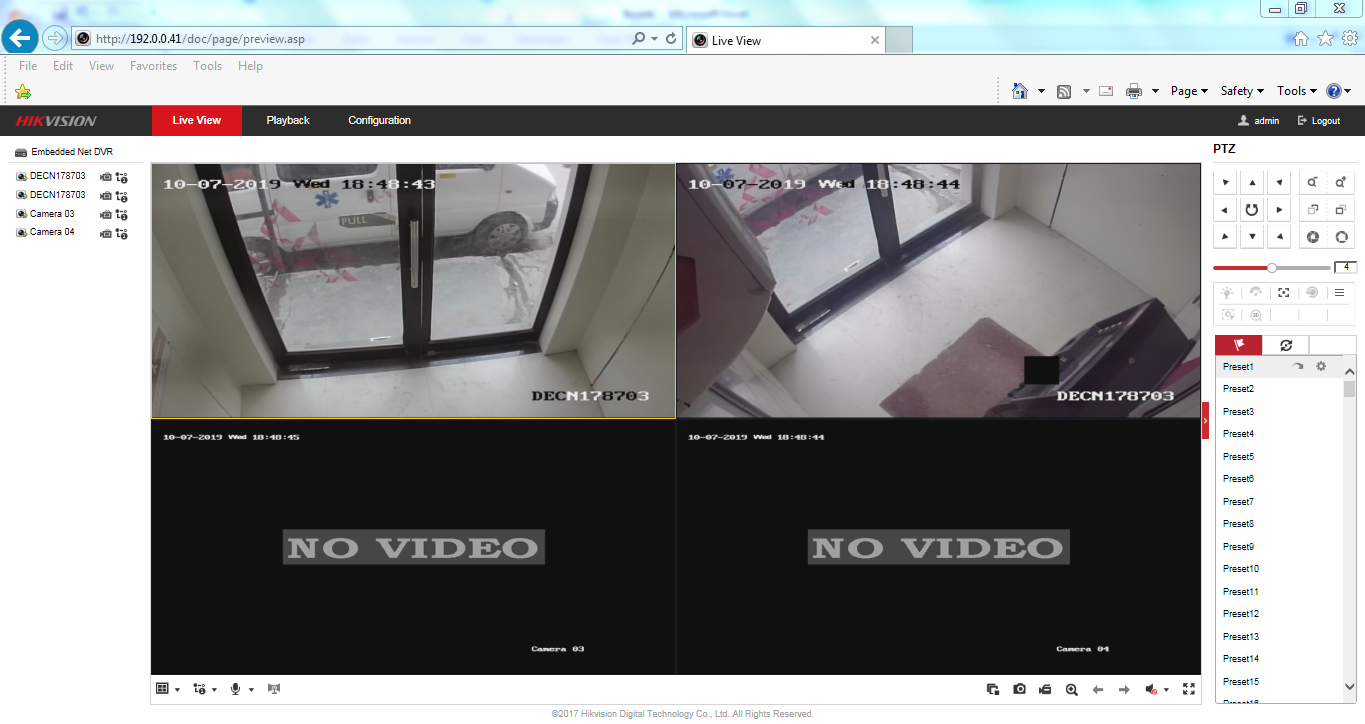 http://192.0.0.41/doc/page/preview.asp
Live View
File Edit View Favorites Tools Help
Page Safety Tools
HIKVISION
Live View Playback Configuration
admin Logout
Embedded Net DVR
DECN178703
DECN178703
Camera 03
Camera 04
10-07-2019 Wed 18:48:43
PULL
DECN178703
10-07-2019 Wed 18:48:44
DECN178703
10-07-2019 Wed 18:48:45
NO VIDEO
Camera 03
10-07-2019 Wed 18:48:44
NO VIDEO
Camera 04
PTZ
4
3D
Preset1
Preset2
Preset3
Preset4
Preset5
Preset6
Preset7
Preset8
Preset9
Preset10
Preset11
Preset12
Preset13
Preset14
Preset15
©2017 Hikvision Digital Technology Co., Ltd. All Rights Reserved.